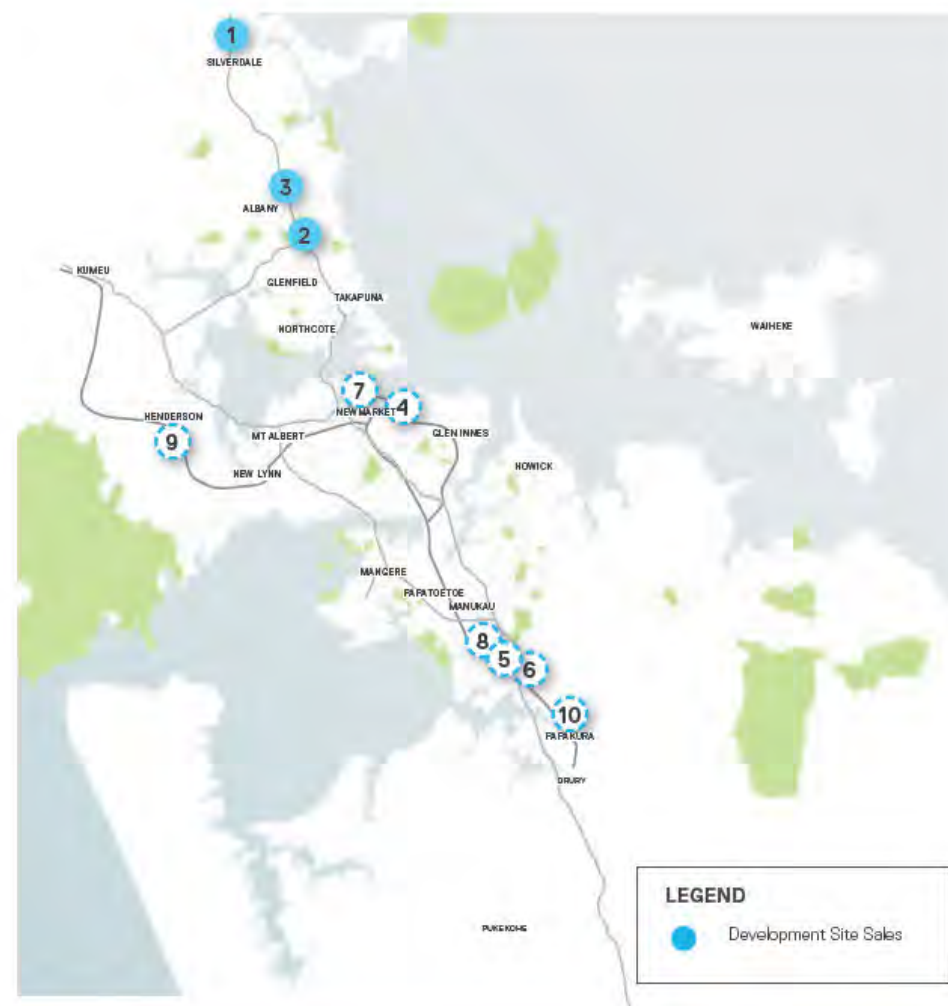 1
SILVERDALE
3
ALBANY
2
KUMEU
GLENFIELD
TAKAPUNA
NORTHCOTE
WAIHEKE
7
4
NEWMARKET
HENDERSON
9
MT ALBERT
GLEN INNES
NEW LYNN
HOWICK
MANGERE
PAPATOETOE
MANUKAU
8
5
6
10
PAPAKURA
DRURY
LEGEND
Development Site Sales
PUKEKOHE